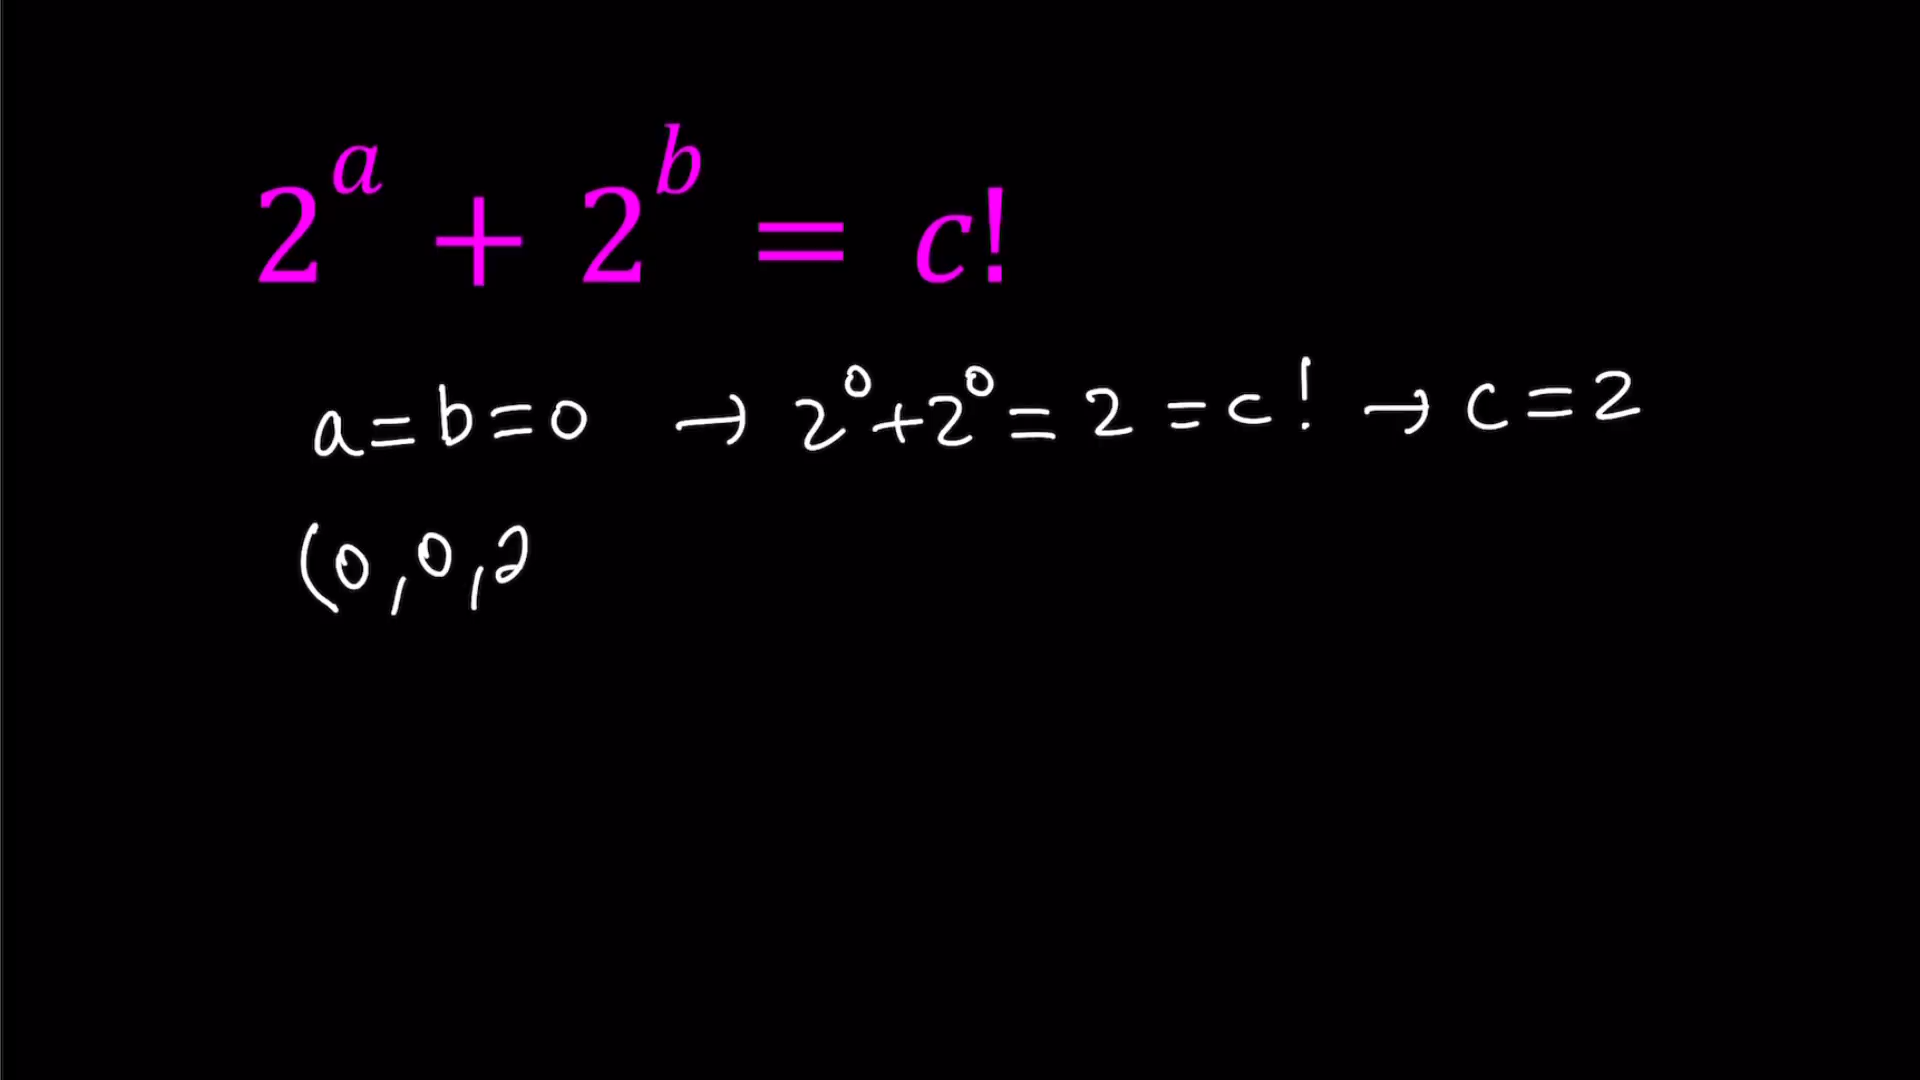 2^a + 2^b = c!
a=b=0 → 2^0+2^0=2=c! → c=2
(0,0,2